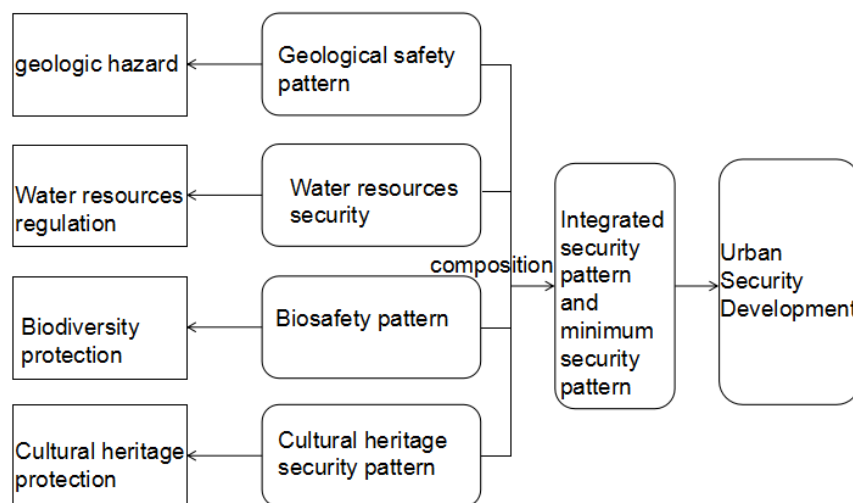 geologic hazard
Geological safety
pattern
Water resources
regulation
Water resources
security
composition
Integrated
security
pattern
and
minimum
security
pattern
Urban
Security
Development
Biodiversity
protection
Biosafety pattern
Cultural heritage
protection
Cultural heritage
security pattern